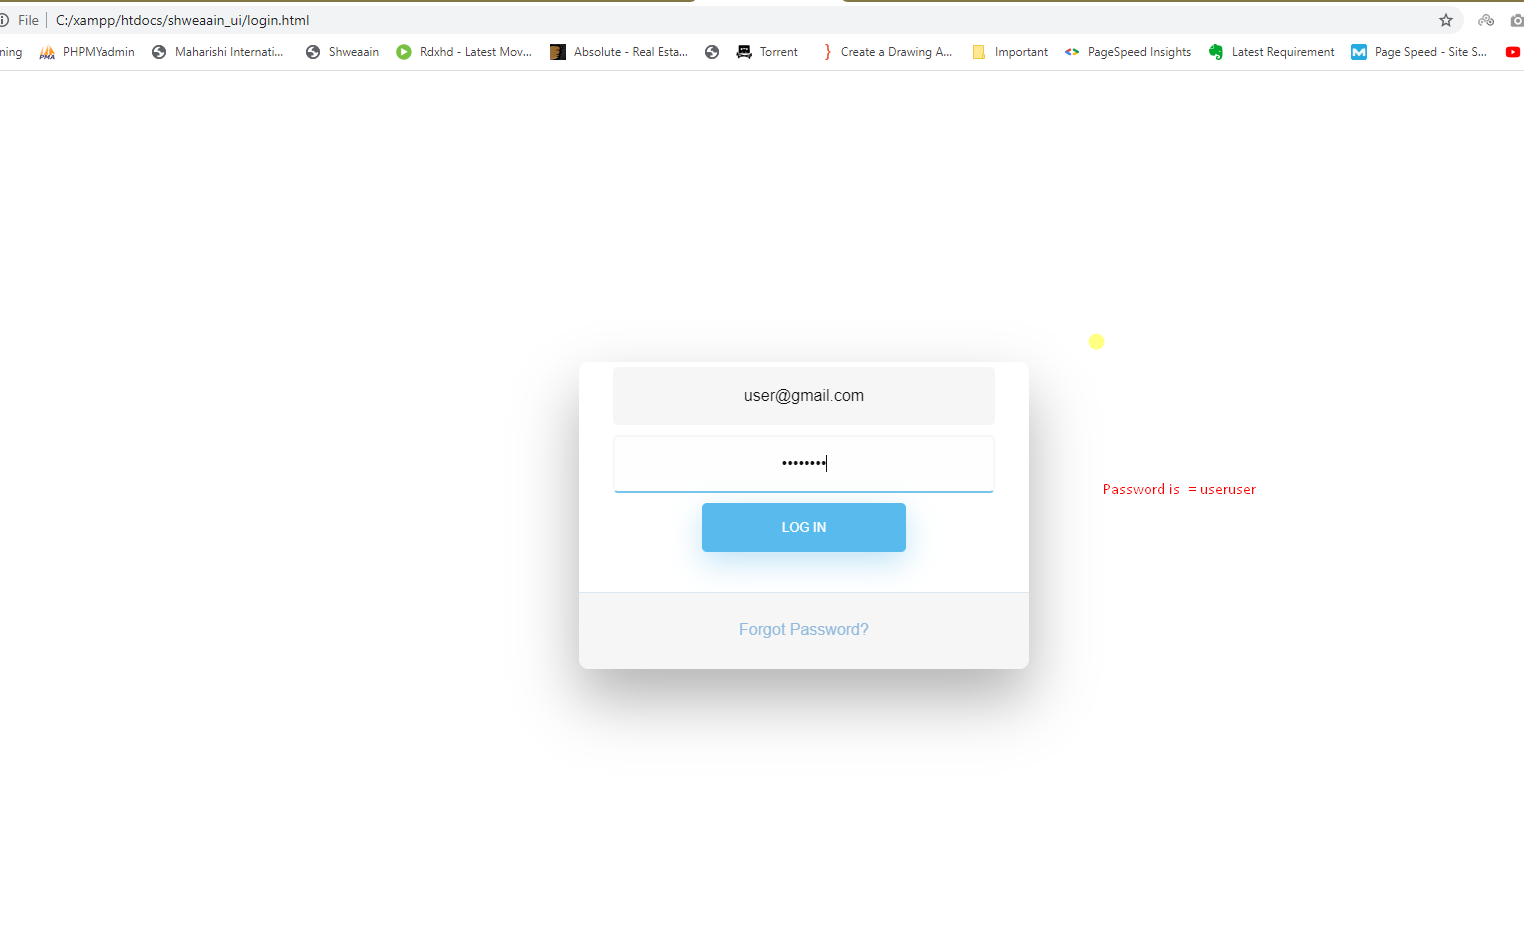 File C:/xampp/htdocs/shweaain_ui/login.html
ning PHPMYadmin Maharishi Internati... Shweaain Rdxhd - Latest Mov... Absolute - Real Esta... Torrent Create a Drawing A... Important PageSpeed Insights Latest Requirement Page Speed - Site S...
user@gmail.com
••••••••
Password is = useruser
LOG IN
Forgot Password?